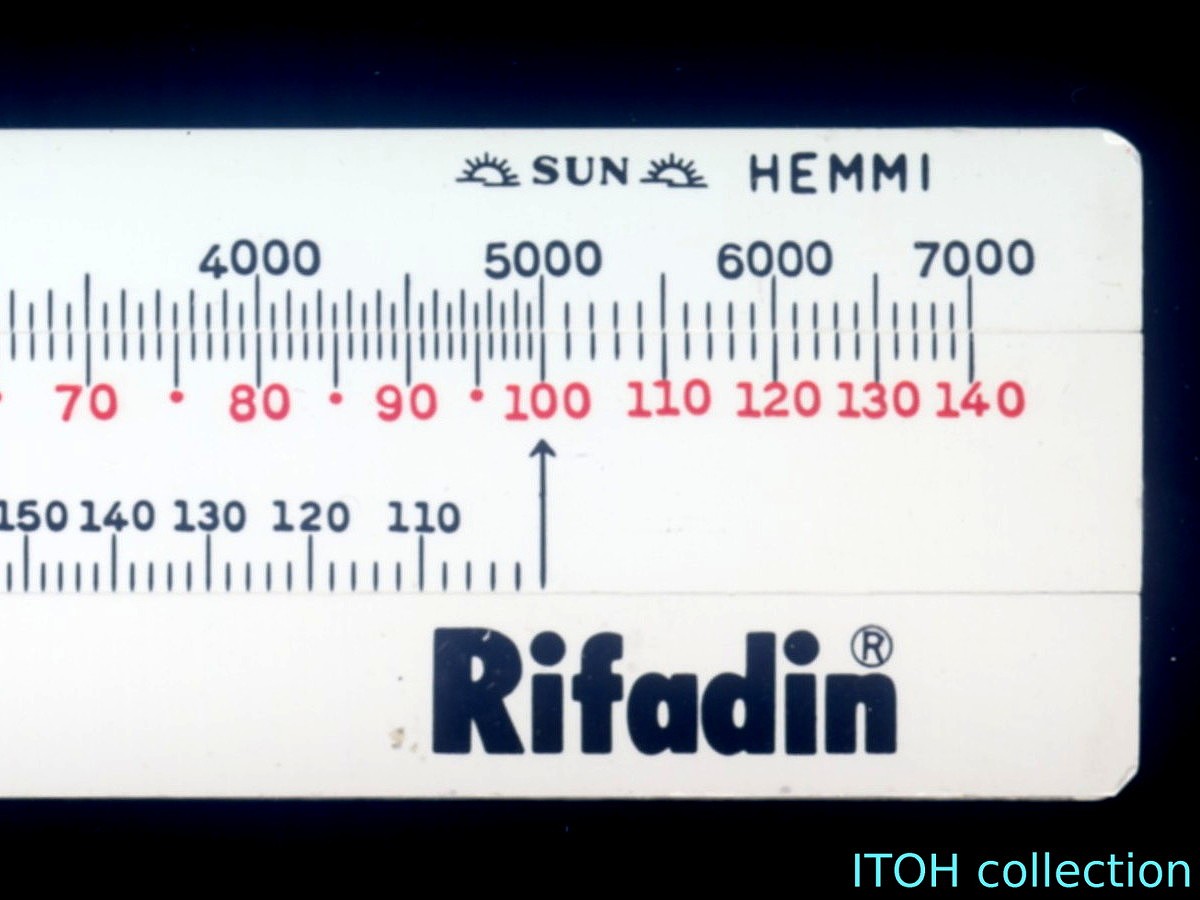 SUN HEMMI
4000 5000 6000 7000
70 • 80 • 90 • 100 110 120 130 140
150 140 130 120 110
Rifadin®
ITOH collection